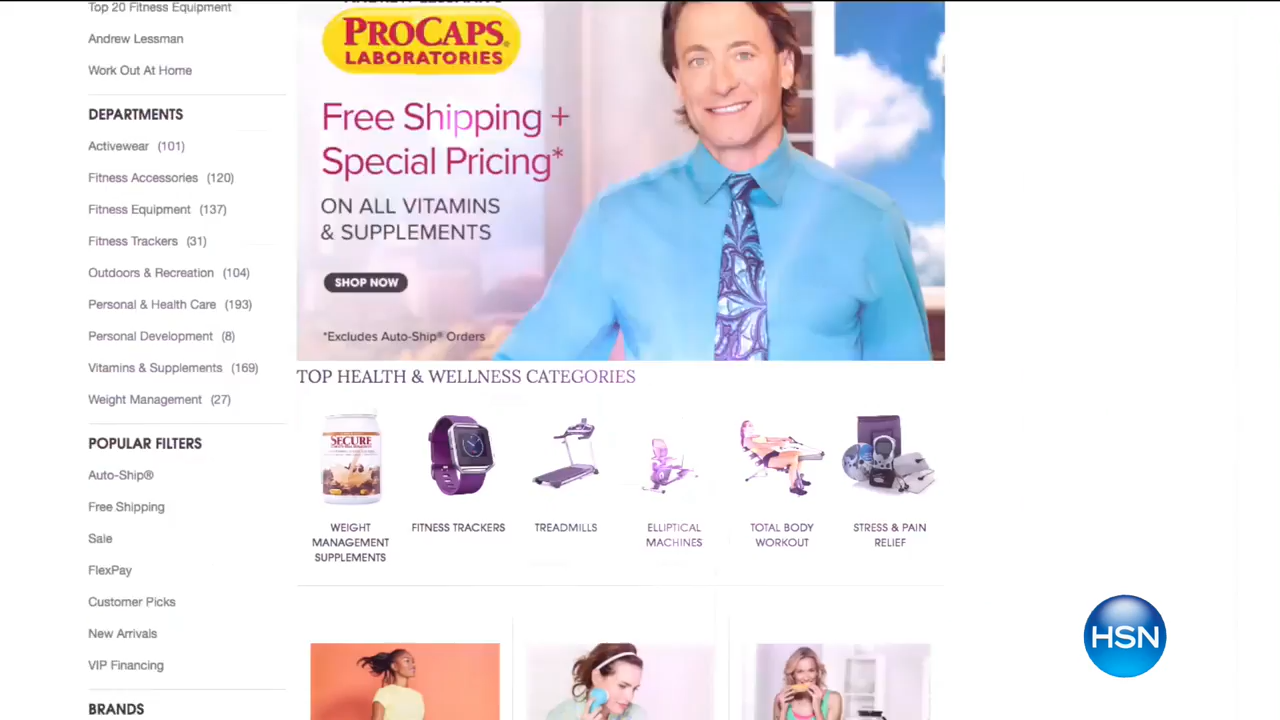 Top 20 Fitness Equipment
Andrew Lessman
Work Out At Home
DEPARTMENTS
Activewear (101)
Fitness Accessories (120)
Fitness Equipment (137)
Fitness Trackers (31)
Outdoors & Recreation (104)
Personal & Health Care (193)
Personal Development (8)
Vitamins & Supplements (169)
Weight Management (27)
POPULAR FILTERS
Auto-Ship®
Free Shipping
Sale
FlexPay
Customer Picks
New Arrivals
VIP Financing
BRANDS
PROCAPS®
LABORATORIES
Free Shipping +
Special Pricing*
ON ALL VITAMINS
& SUPPLEMENTS
SHOP NOW
*Excludes Auto-Ship® Orders
TOP HEALTH & WELLNESS CATEGORIES
SECURE
WEIGHT
MANAGEMENT
SUPPLEMENTS
FITNESS TRACKERS
TREADMILLS
ELLIPTICAL
MACHINES
TOTAL BODY
WORKOUT
STRESS & PAIN
RELIEF
HSN